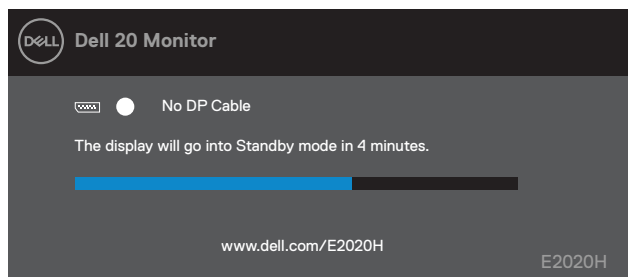 DELL Dell 20 Monitor
No DP Cable
The display will go into Standby mode in 4 minutes.
www.dell.com/E2020H
E2020H